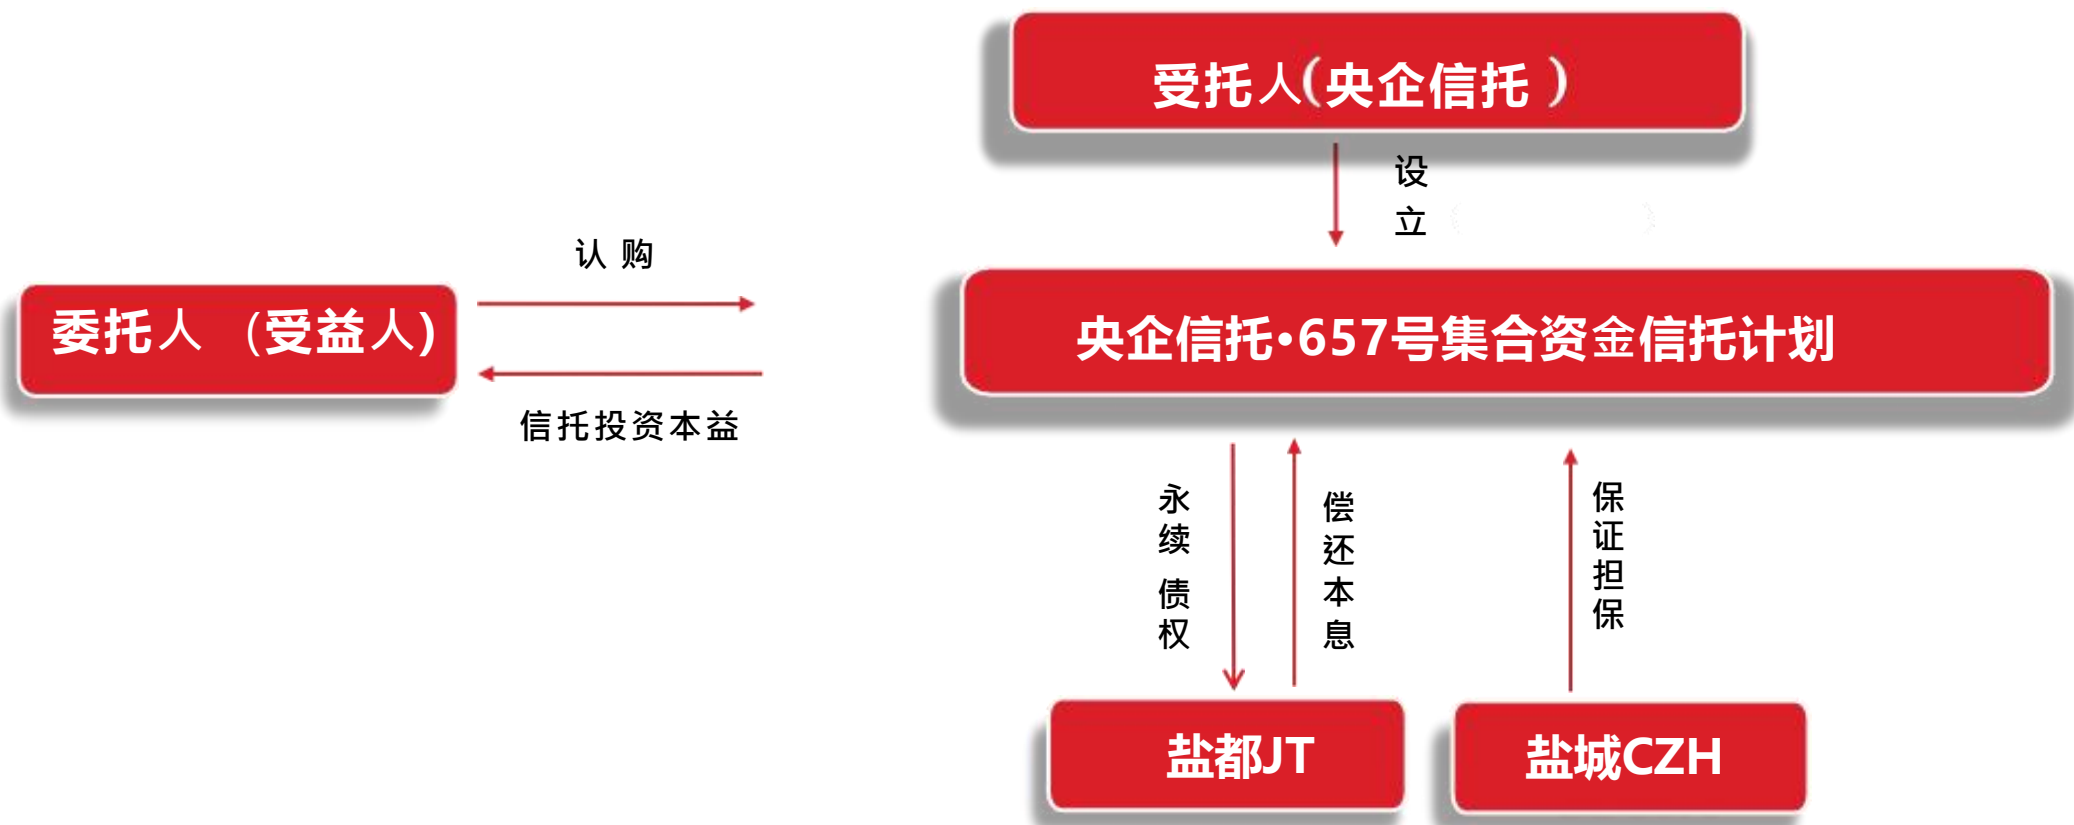 受托人(央企信托 )
设
立
认 购
委托人 (受益人)
央企信托·657号集合资金信托计划
信托投资本益
永续 债权
偿还本息
保证担保
盐都JT
盐城CZH